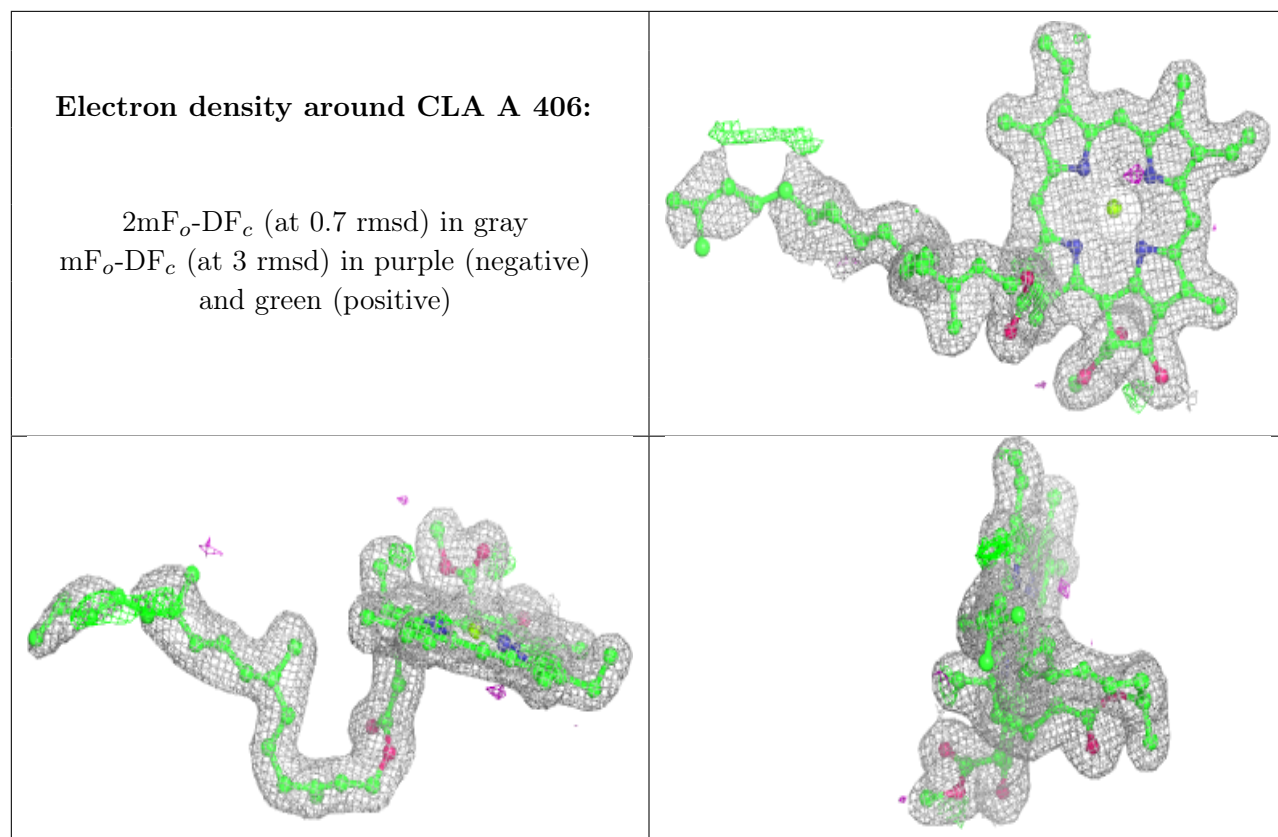 Electron density around CLA A 406:
2mFo-DFc (at 0.7 rmsd) in gray
mFo-DFc (at 3 rmsd) in purple (negative)
and green (positive)